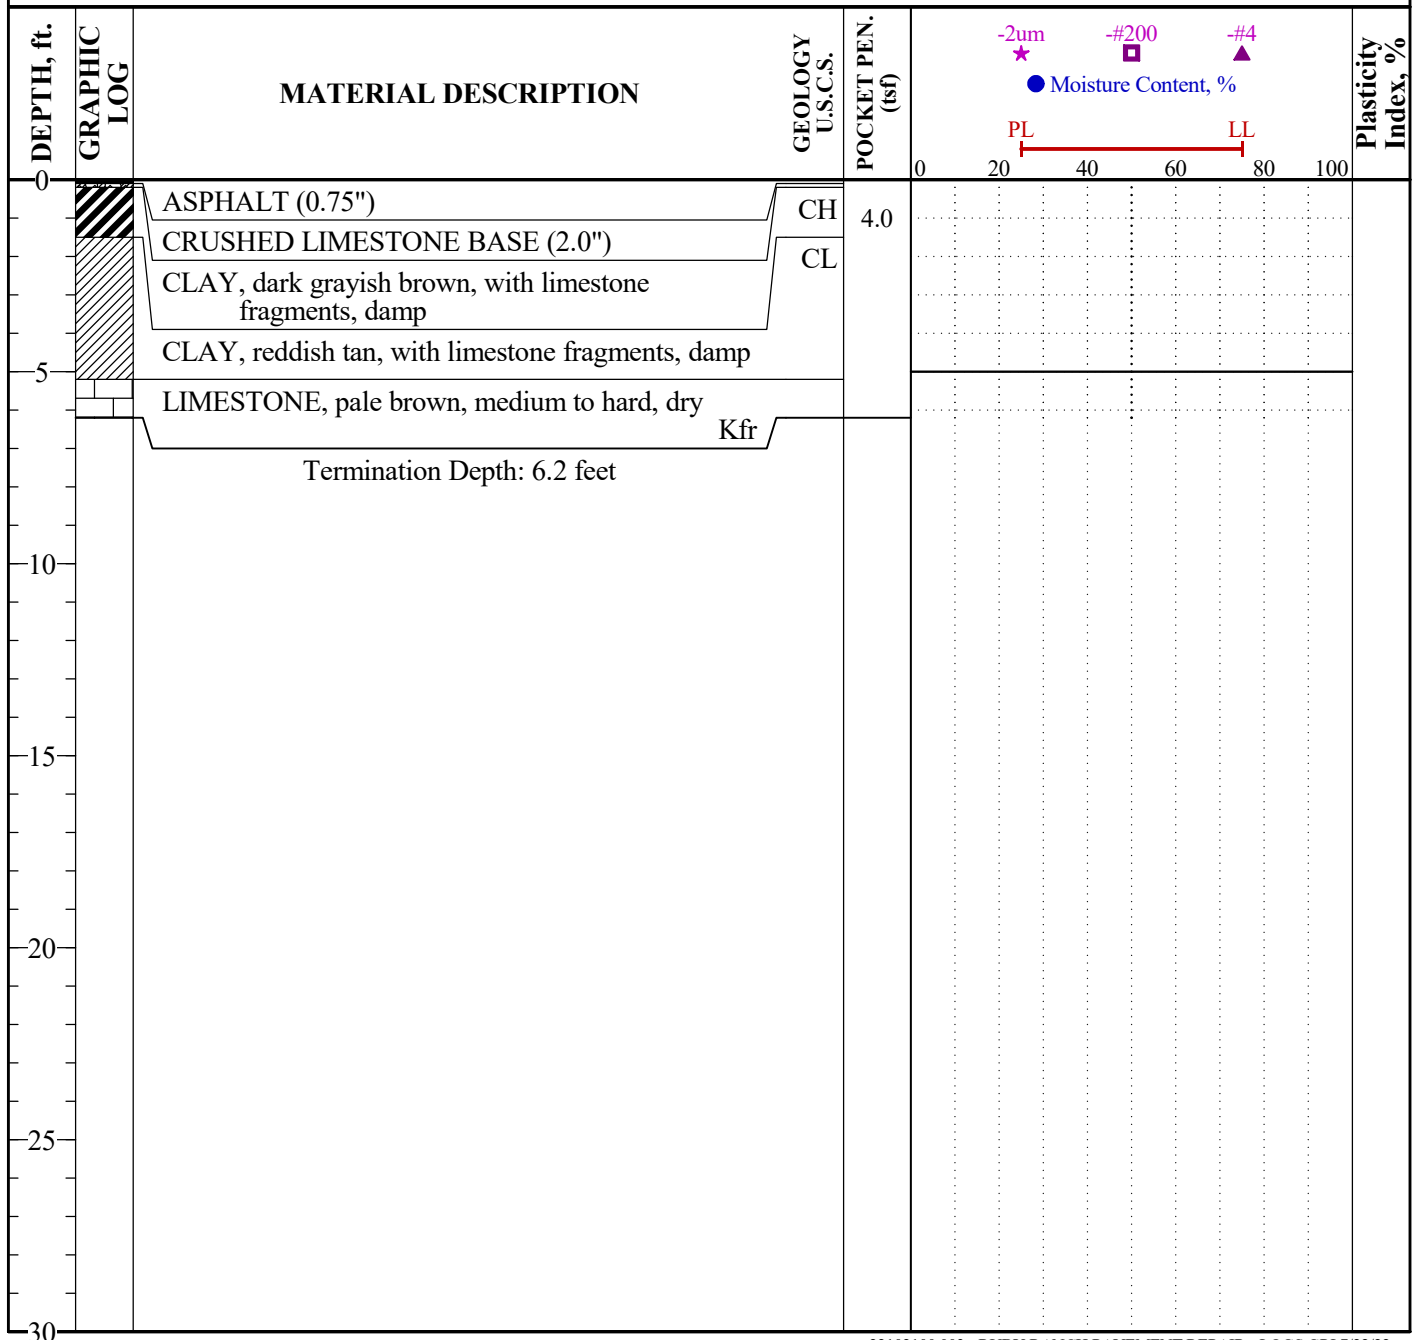 DEPTH, ft.
GRAPHIC
LOG
MATERIAL DESCRIPTION
GEOLOGY
U.S.C.S.
POCKET PEN.
(tsf)
-2um -#200 -#4
Moisture Content, %
PL LL
0 20 40 60 80 100
Plasticity
Index, %
0
ASPHALT (0.75")
CH
4.0
CRUSHED LIMESTONE BASE (2.0")
CL
CLAY, dark grayish brown, with limestone
fragments, damp
CLAY, reddish tan, with limestone fragments, damp
5
LIMESTONE, pale brown, medium to hard, dry
Kfr
Termination Depth: 6.2 feet
10
15
20
25
30